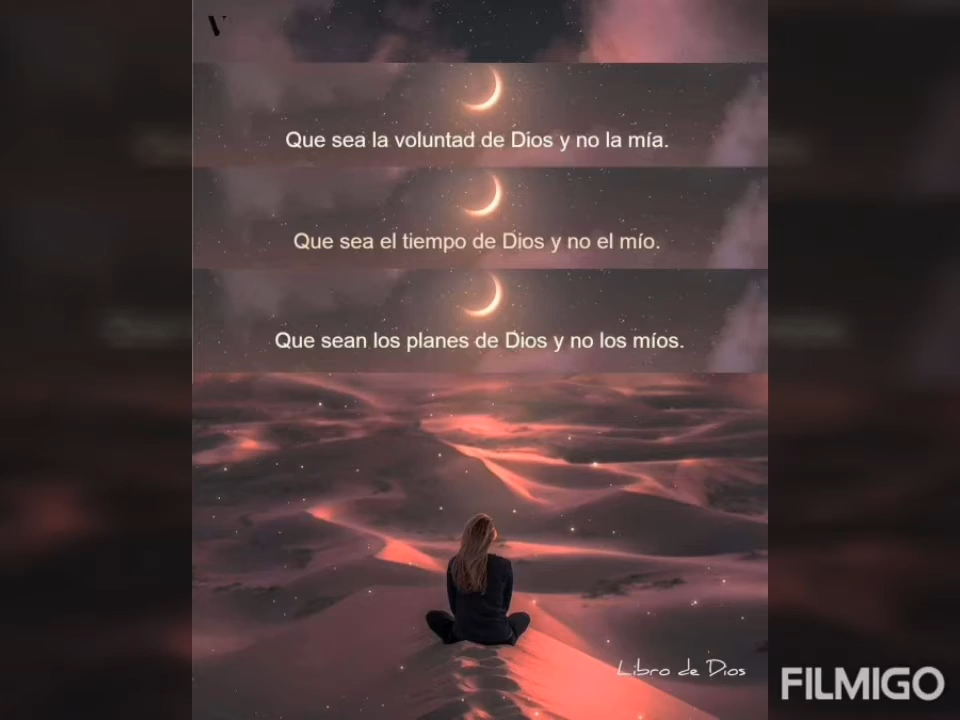 V
Que sea la voluntad de Dios y no la mía.
Que sea el tiempo de Dios y no el mío.
Que sean los planes de Dios y no los míos.
Libro de Dios
FILMIGO